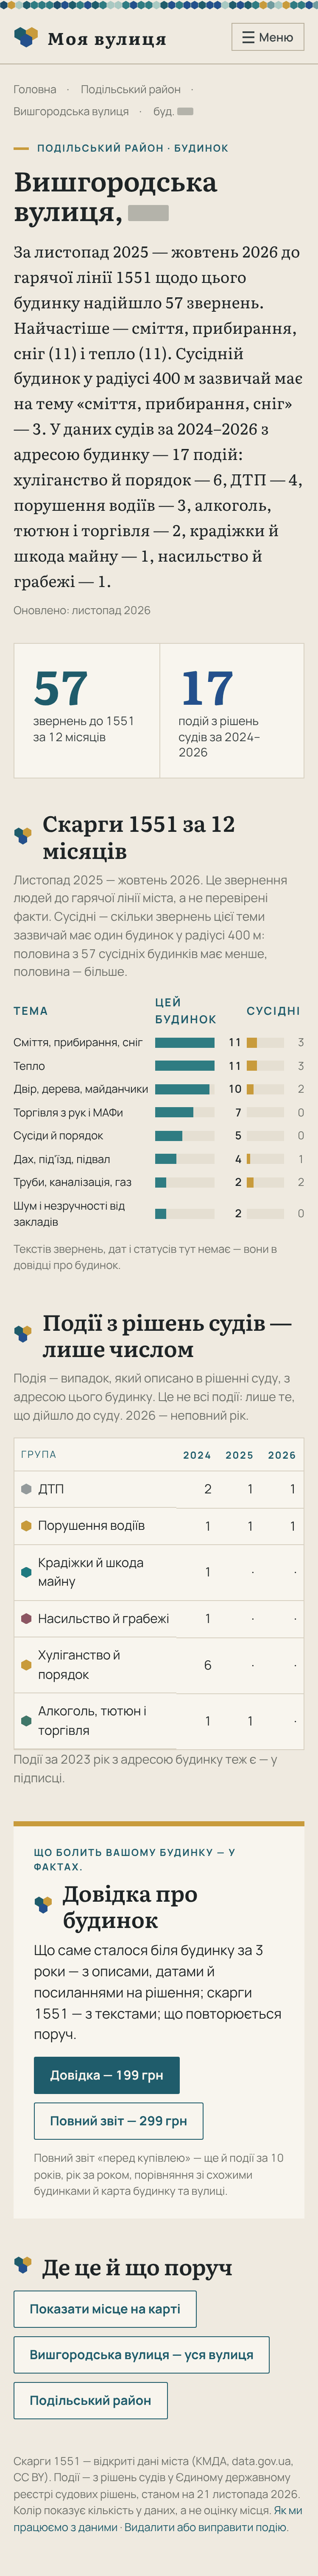 Моя вулиця
Меню
Головна · Подільський район ·
Вишгородська вулиця · буд.
ПОДІЛЬСЬКИЙ РАЙОН · БУДИНОК
Вишгородська
вулиця,
За листопад 2025 — жовтень 2026 до
гарячої лінії 1551 щодо цього
будинку надійшло 57 звернень.
Найчастіше — сміття, прибирання,
сніг (11) і тепло (11). Сусідній
будинок у радіусі 400 м зазвичай має
на тему «сміття, прибирання, сніг»
— 3. У даних судів за 2024–2026 з
адресою будинку — 17 подій:
хуліганство й порядок — 6, ДТП — 4,
порушення водіїв — 3, алкоголь,
тютюн і торгівля — 2, крадіжки й
шкода майну — 1, насильство й
грабежі — 1.
Оновлено: листопад 2026
57
звернень до 1551
за 12 місяців
17
подій з рішень
судів за 2024–
2026
Скарги 1551 за 12
місяців
Листопад 2025 — жовтень 2026. Це звернення
людей до гарячої лінії міста, а не перевірені
факти. Сусідні — скільки звернень цієї теми
зазвичай має один будинок у радіусі 400 м:
половина з 57 сусідніх будинків має менше,
половина — більше.
ТЕМА ЦЕЙ БУДИНОК СУСІДНІ
Сміття, прибирання, сніг 11 3
Тепло 11 3
Двір, дерева, майданчики 10 2
Торгівля з рук і МАФи 7 0
Сусіди й порядок 5 0
Дах, під’їзд, підвал 4 1
Труби, каналізація, газ 2 2
Шум і незручності від
закладів 2 0
Текстів звернень, дат і статусів тут немає — вони в
довідці про будинок.
Події з рішень судів —
лише числом
Подія — випадок, який описано в рішенні суду, з
адресою цього будинку. Це не всі події: лише те,
що дійшло до суду. 2026 — неповний рік.
ГРУПА 2024 2025 2026
ДТП 2 1 1
Порушення водіїв 1 1 1
Крадіжки й шкода
майну 1 · ·
Насильство й грабежі 1 · ·
Хуліганство й
порядок 6 · ·
Алкоголь, тютюн і
торгівля 1 1 ·
Події за 2023 рік з адресою будинку теж є — у
підписці.
ЩО БОЛИТЬ ВАШОМУ БУДИНКУ — У
ФАКТАХ.
Довідка про
будинок
Що саме сталося біля будинку за 3
роки — з описами, датами й
посиланнями на рішення; скарги
1551 — з текстами; що повторюється
поруч.
Довідка — 199 грн
Повний звіт — 299 грн
Повний звіт «перед купівлею» — ще й події за 10
років, рік за роком, порівняння зі схожими
будинками й карта будинку та вулиці.
Де це й що поруч
Показати місце на карті
Вишгородська вулиця — уся вулиця
Подільський район
Скарги 1551 — відкриті дані міста (КМДА, data.gov.ua,
CC BY). Події — з рішень судів у Єдиному державному
реєстрі судових рішень, станом на 21 листопада 2026.
Колір показує кількість у даних, а не оцінку місця. Як ми
працюємо з даними · Видалити або виправити подію.